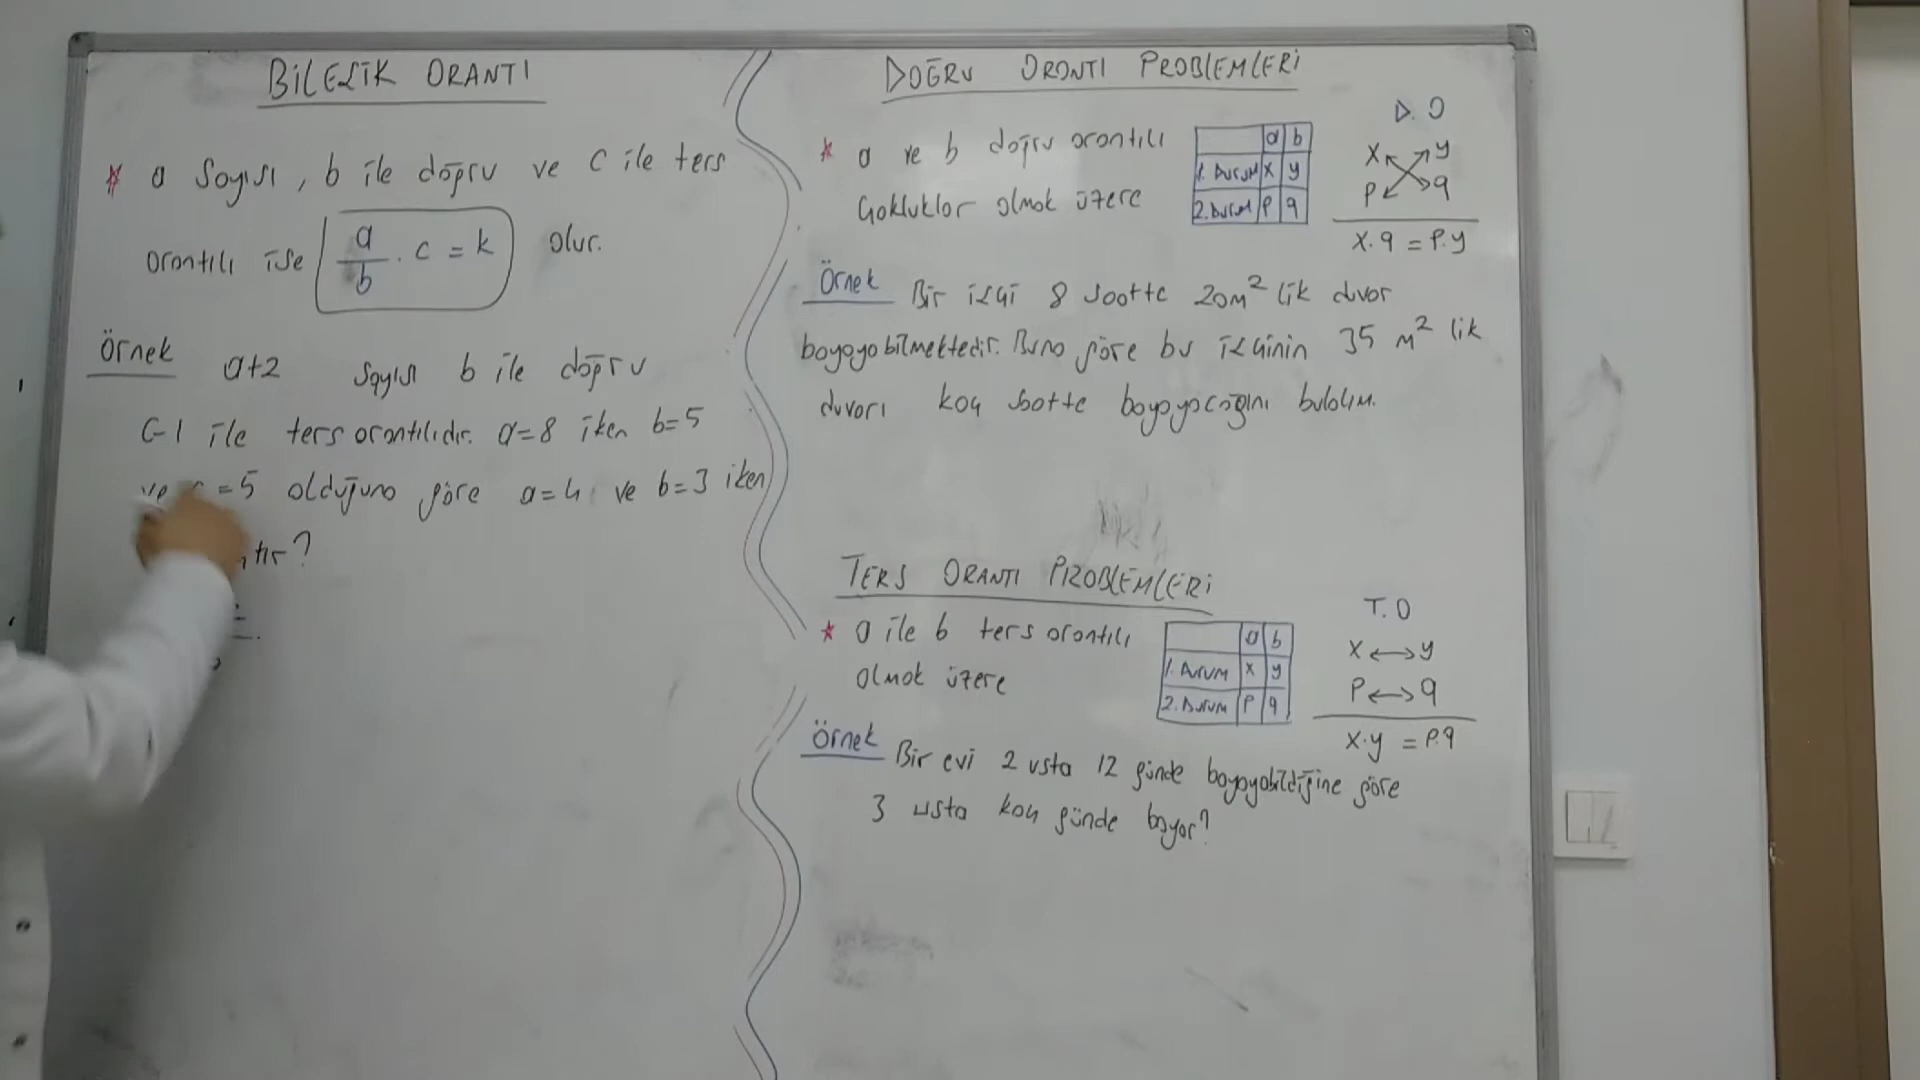 BİLEŞİK ORANTI
* a sayısı, b ile doğru ve c ile ters
orantılı ise a/b . c = k olur.
Örnek a+2 sayısı b ile doğru
c-1 ile ters orantılıdır. a=8 iken b=5
ve =5 olduğuna göre a=4 ve b=3 iken
tır?
DOĞRU ORANTI PROBLEMLERİ
* a ve b doğru orantılı
çokluklar olmak üzere
a b
1. Durum x y
2. Durum p q
D.O
x y
p q
x.q = p.y
Örnek Bir işçi 8 saatte 20m² lik duvar
boyayabilmektedir. Buna göre bu işçinin 35 m² lik
duvarı kaç saatte boyayacağını bulalım.
TERS ORANTI PROBLEMLERİ
* a ile b ters orantılı
olmak üzere
a b
1. Durum x y
2. Durum p q
T.O
x ↔ y
p ↔ q
x.y = p.q
Örnek Bir evi 2 usta 12 günde boyayabildiğine göre
3 usta kaç günde boyar?